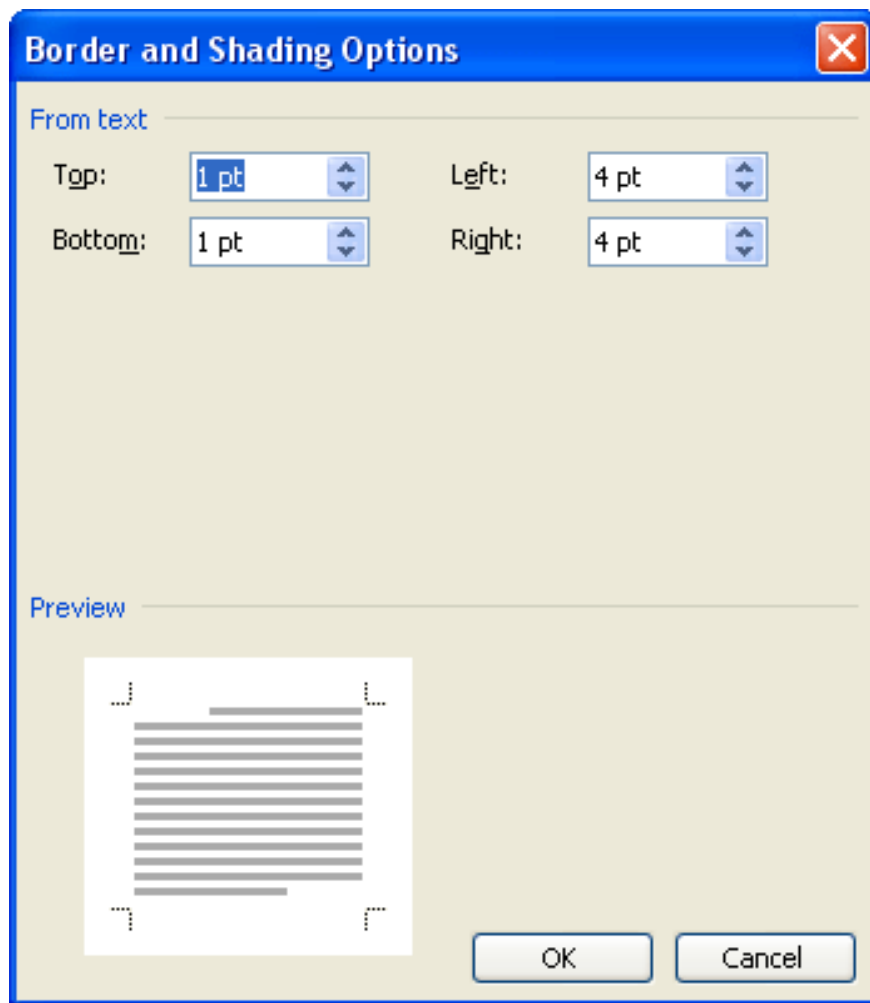 Border and Shading Options
From text
Top: 1 pt Left: 4 pt
Bottom: 1 pt Right: 4 pt
Preview
OK Cancel